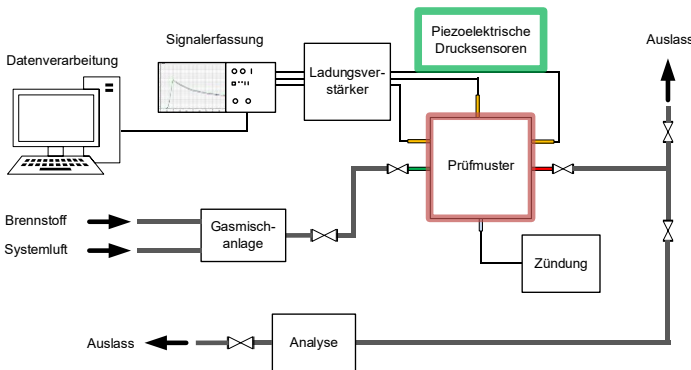 Piezoelektrische
Drucksensoren
Signalerfassung
Auslass
Datenverarbeitung
Ladungsver-
stärker
Prüfmuster
Brennstoff
Gasmisch-
anlage
Systemluft
Zündung
Auslass
Analyse